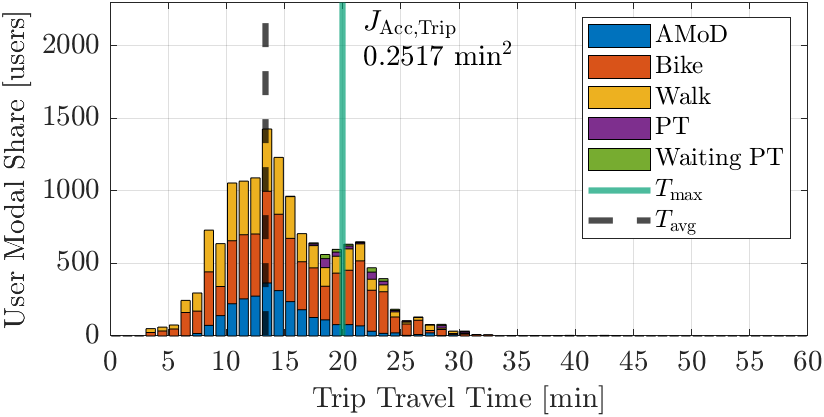 J_Acc,Trip
0.2517 min²
AMoD
Bike
Walk
PT
Waiting PT
T_max
T_avg
User Modal Share [users]
2000
1500
1000
500
0
0 5 10 15 20 25 30 35 40 45 50 55 60
Trip Travel Time [min]